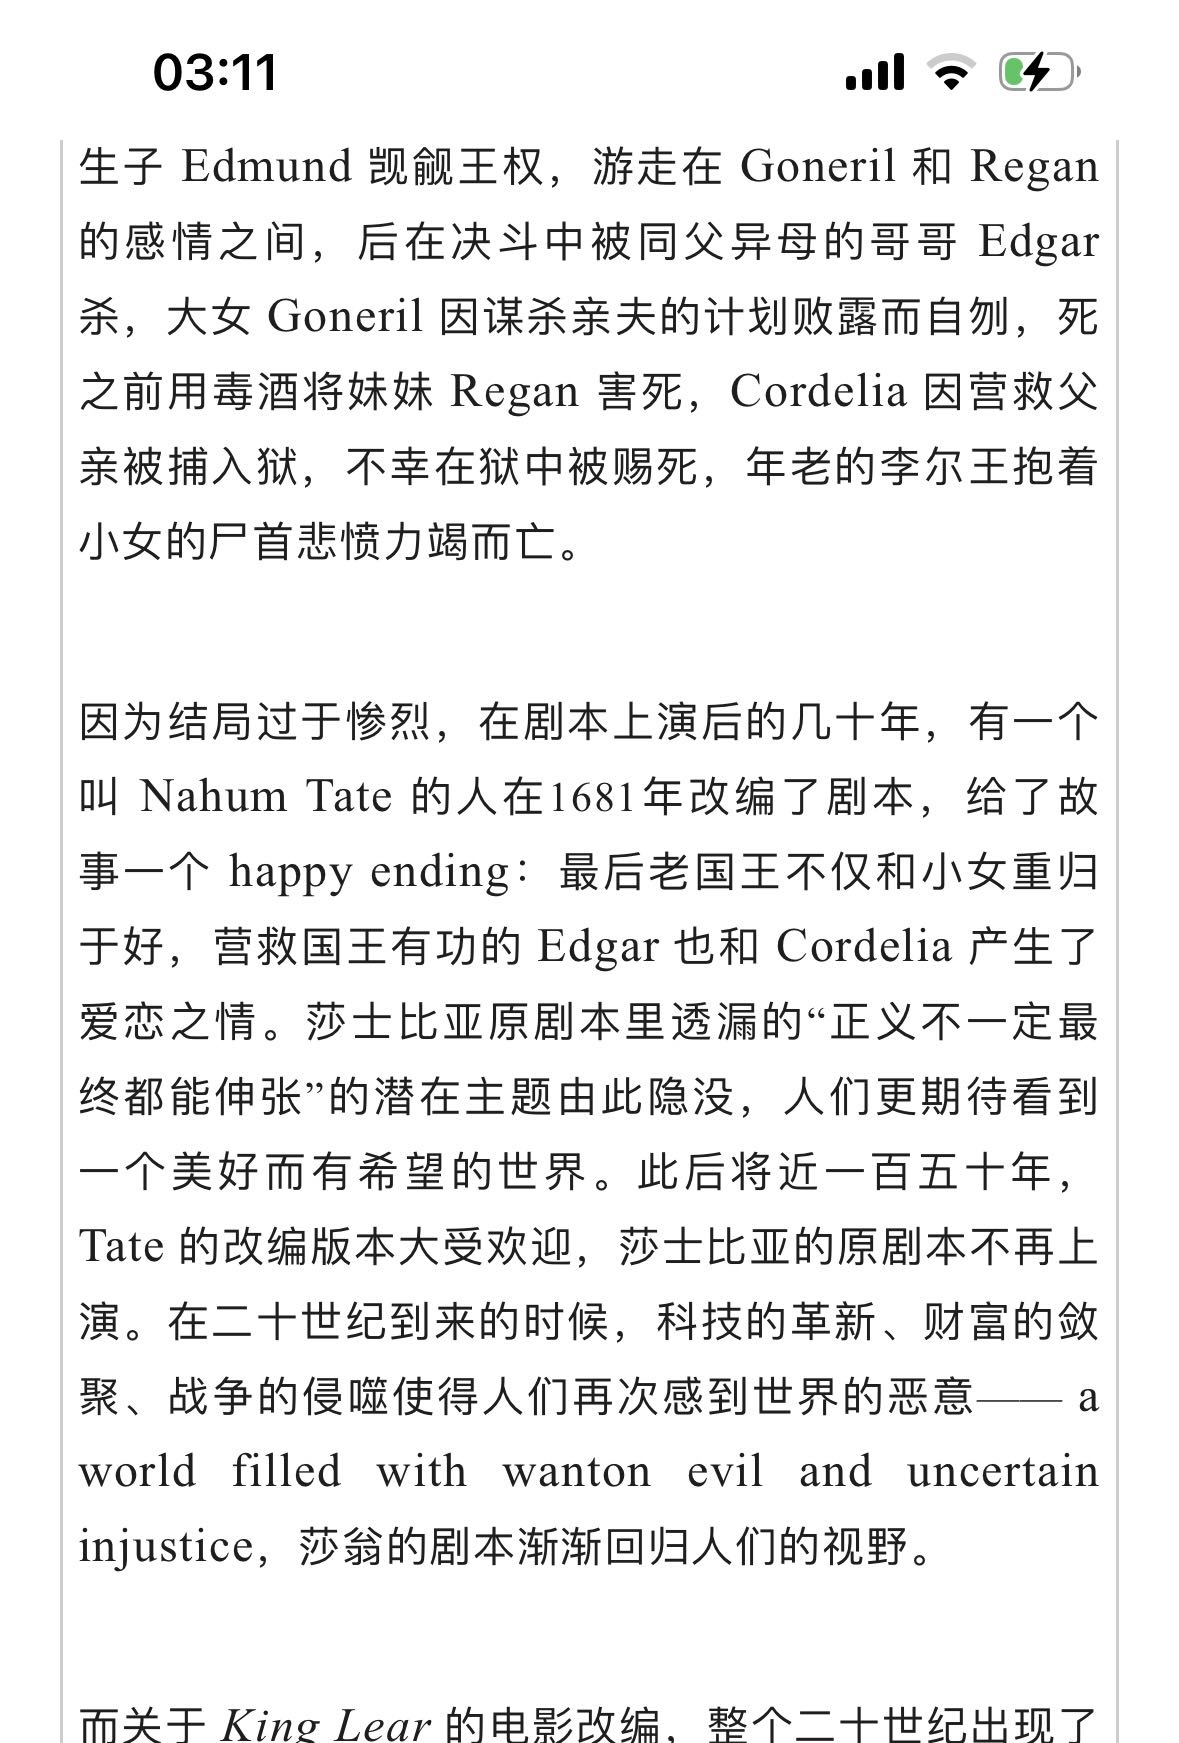 03:11
生子 Edmund 觊觎王权，游走在 Goneril 和 Regan
的感情之间，后在决斗中被同父异母的哥哥 Edgar
杀，大女 Goneril 因谋杀亲夫的计划败露而自刎，死
之前用毒酒将妹妹 Regan 害死，Cordelia 因营救父
亲被捕入狱，不幸在狱中被赐死，年老的李尔王抱着
小女的尸首悲愤力竭而亡。
因为结局过于惨烈，在剧本上演后的几十年，有一个
叫 Nahum Tate 的人在1681年改编了剧本，给了故
事一个 happy ending：最后老国王不仅和小女重归
于好，营救国王有功的 Edgar 也和 Cordelia 产生了
爱恋之情。莎士比亚原剧本里透漏的“正义不一定最
终都能伸张”的潜在主题由此隐没，人们更期待看到
一个美好而有希望的世界。此后将近一百五十年，
Tate 的改编版本大受欢迎，莎士比亚的原剧本不再上
演。在二十世纪到来的时候，科技的革新、财富的敛
聚、战争的侵噬使得人们再次感到世界的恶意—— a
world filled with wanton evil and uncertain
injustice，莎翁的剧本渐渐回归人们的视野。
而关于 King Lear 的电影改编，整个二十世纪出现了